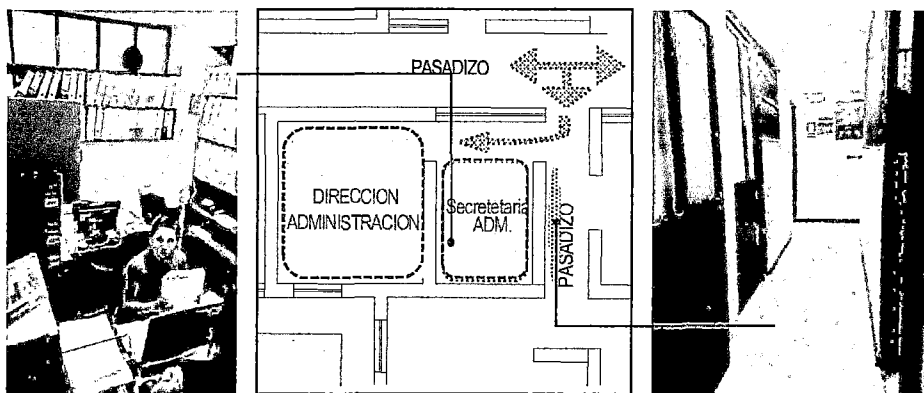 PASADIZO
DIRECCION
ADMINISTRACION
Secretetaria
ADM.
PASADIZO